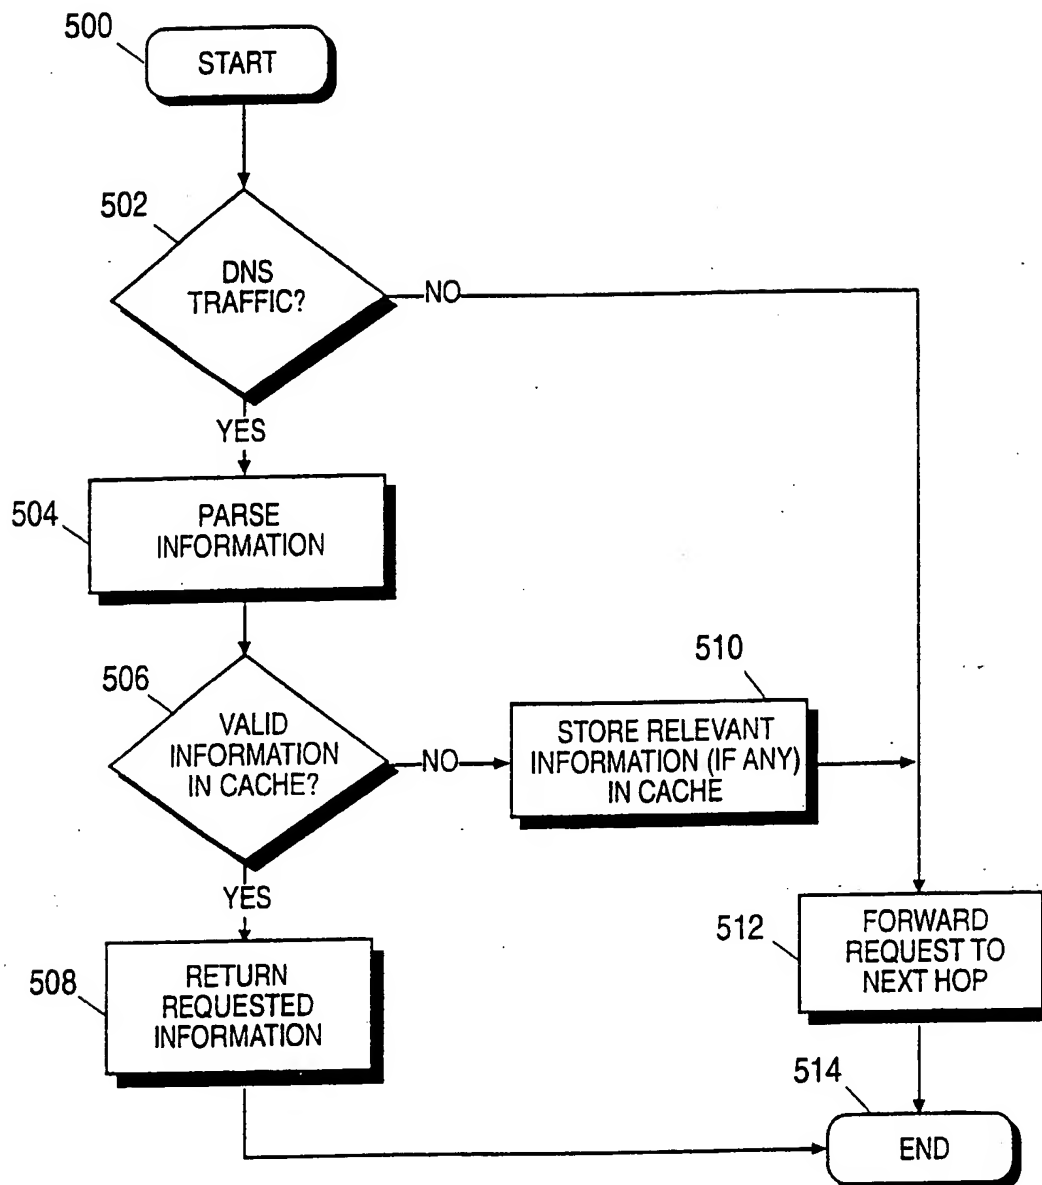 500
START
502
DNS
TRAFFIC?
NO
YES
504
PARSE
INFORMATION
506
VALID
INFORMATION
IN CACHE?
NO
510
STORE RELEVANT
INFORMATION (IF ANY)
IN CACHE
YES
508
RETURN
REQUESTED
INFORMATION
512
FORWARD
REQUEST TO
NEXT HOP
514
END